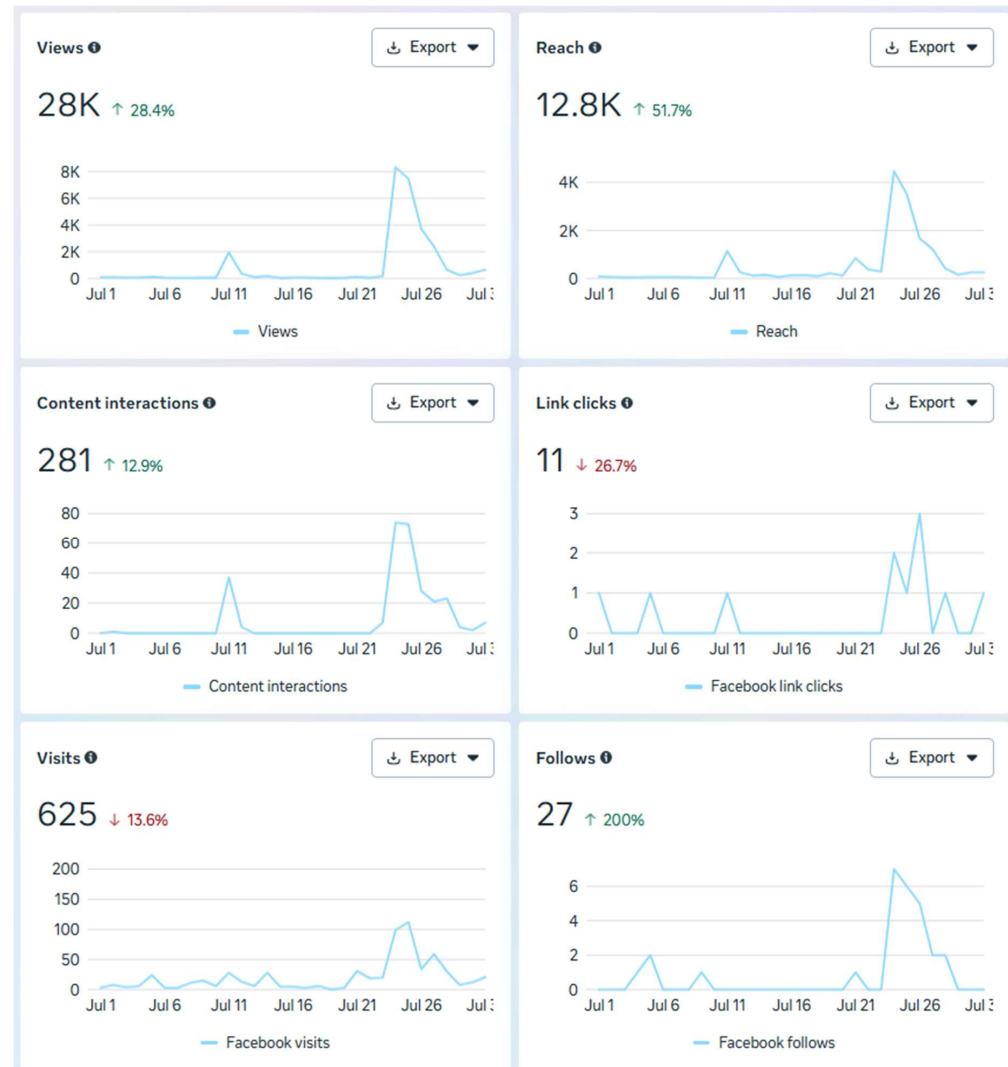 Views
Export
28K ↑ 28.4%
8K
6K
4K
2K
0
Jul 1 Jul 6 Jul 11 Jul 16 Jul 21 Jul 26 Jul
Views
Reach
Export
12.8K ↑ 51.7%
4K
2K
0
Jul 1 Jul 6 Jul 11 Jul 16 Jul 21 Jul 26 Jul
Reach
Content interactions
Export
281 ↑ 12.9%
80
60
40
20
0
Jul 1 Jul 6 Jul 11 Jul 16 Jul 21 Jul 26 Jul
Content interactions
Link clicks
Export
11 ↓ 26.7%
3
2
1
0
Jul 1 Jul 6 Jul 11 Jul 16 Jul 21 Jul 26 Jul
Facebook link clicks
Visits
Export
625 ↓ 13.6%
200
150
100
50
0
Jul 1 Jul 6 Jul 11 Jul 16 Jul 21 Jul 26 Jul
Facebook visits
Follows
Export
27 ↑ 200%
6
4
2
0
Jul 1 Jul 6 Jul 11 Jul 16 Jul 21 Jul 26 Jul
Facebook follows